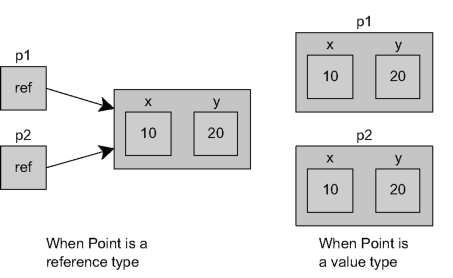 p1
ref
p2
ref
x y
10 20
When Point is a
reference type
p1
x y
10 20
p2
x y
10 20
When Point is
a value type